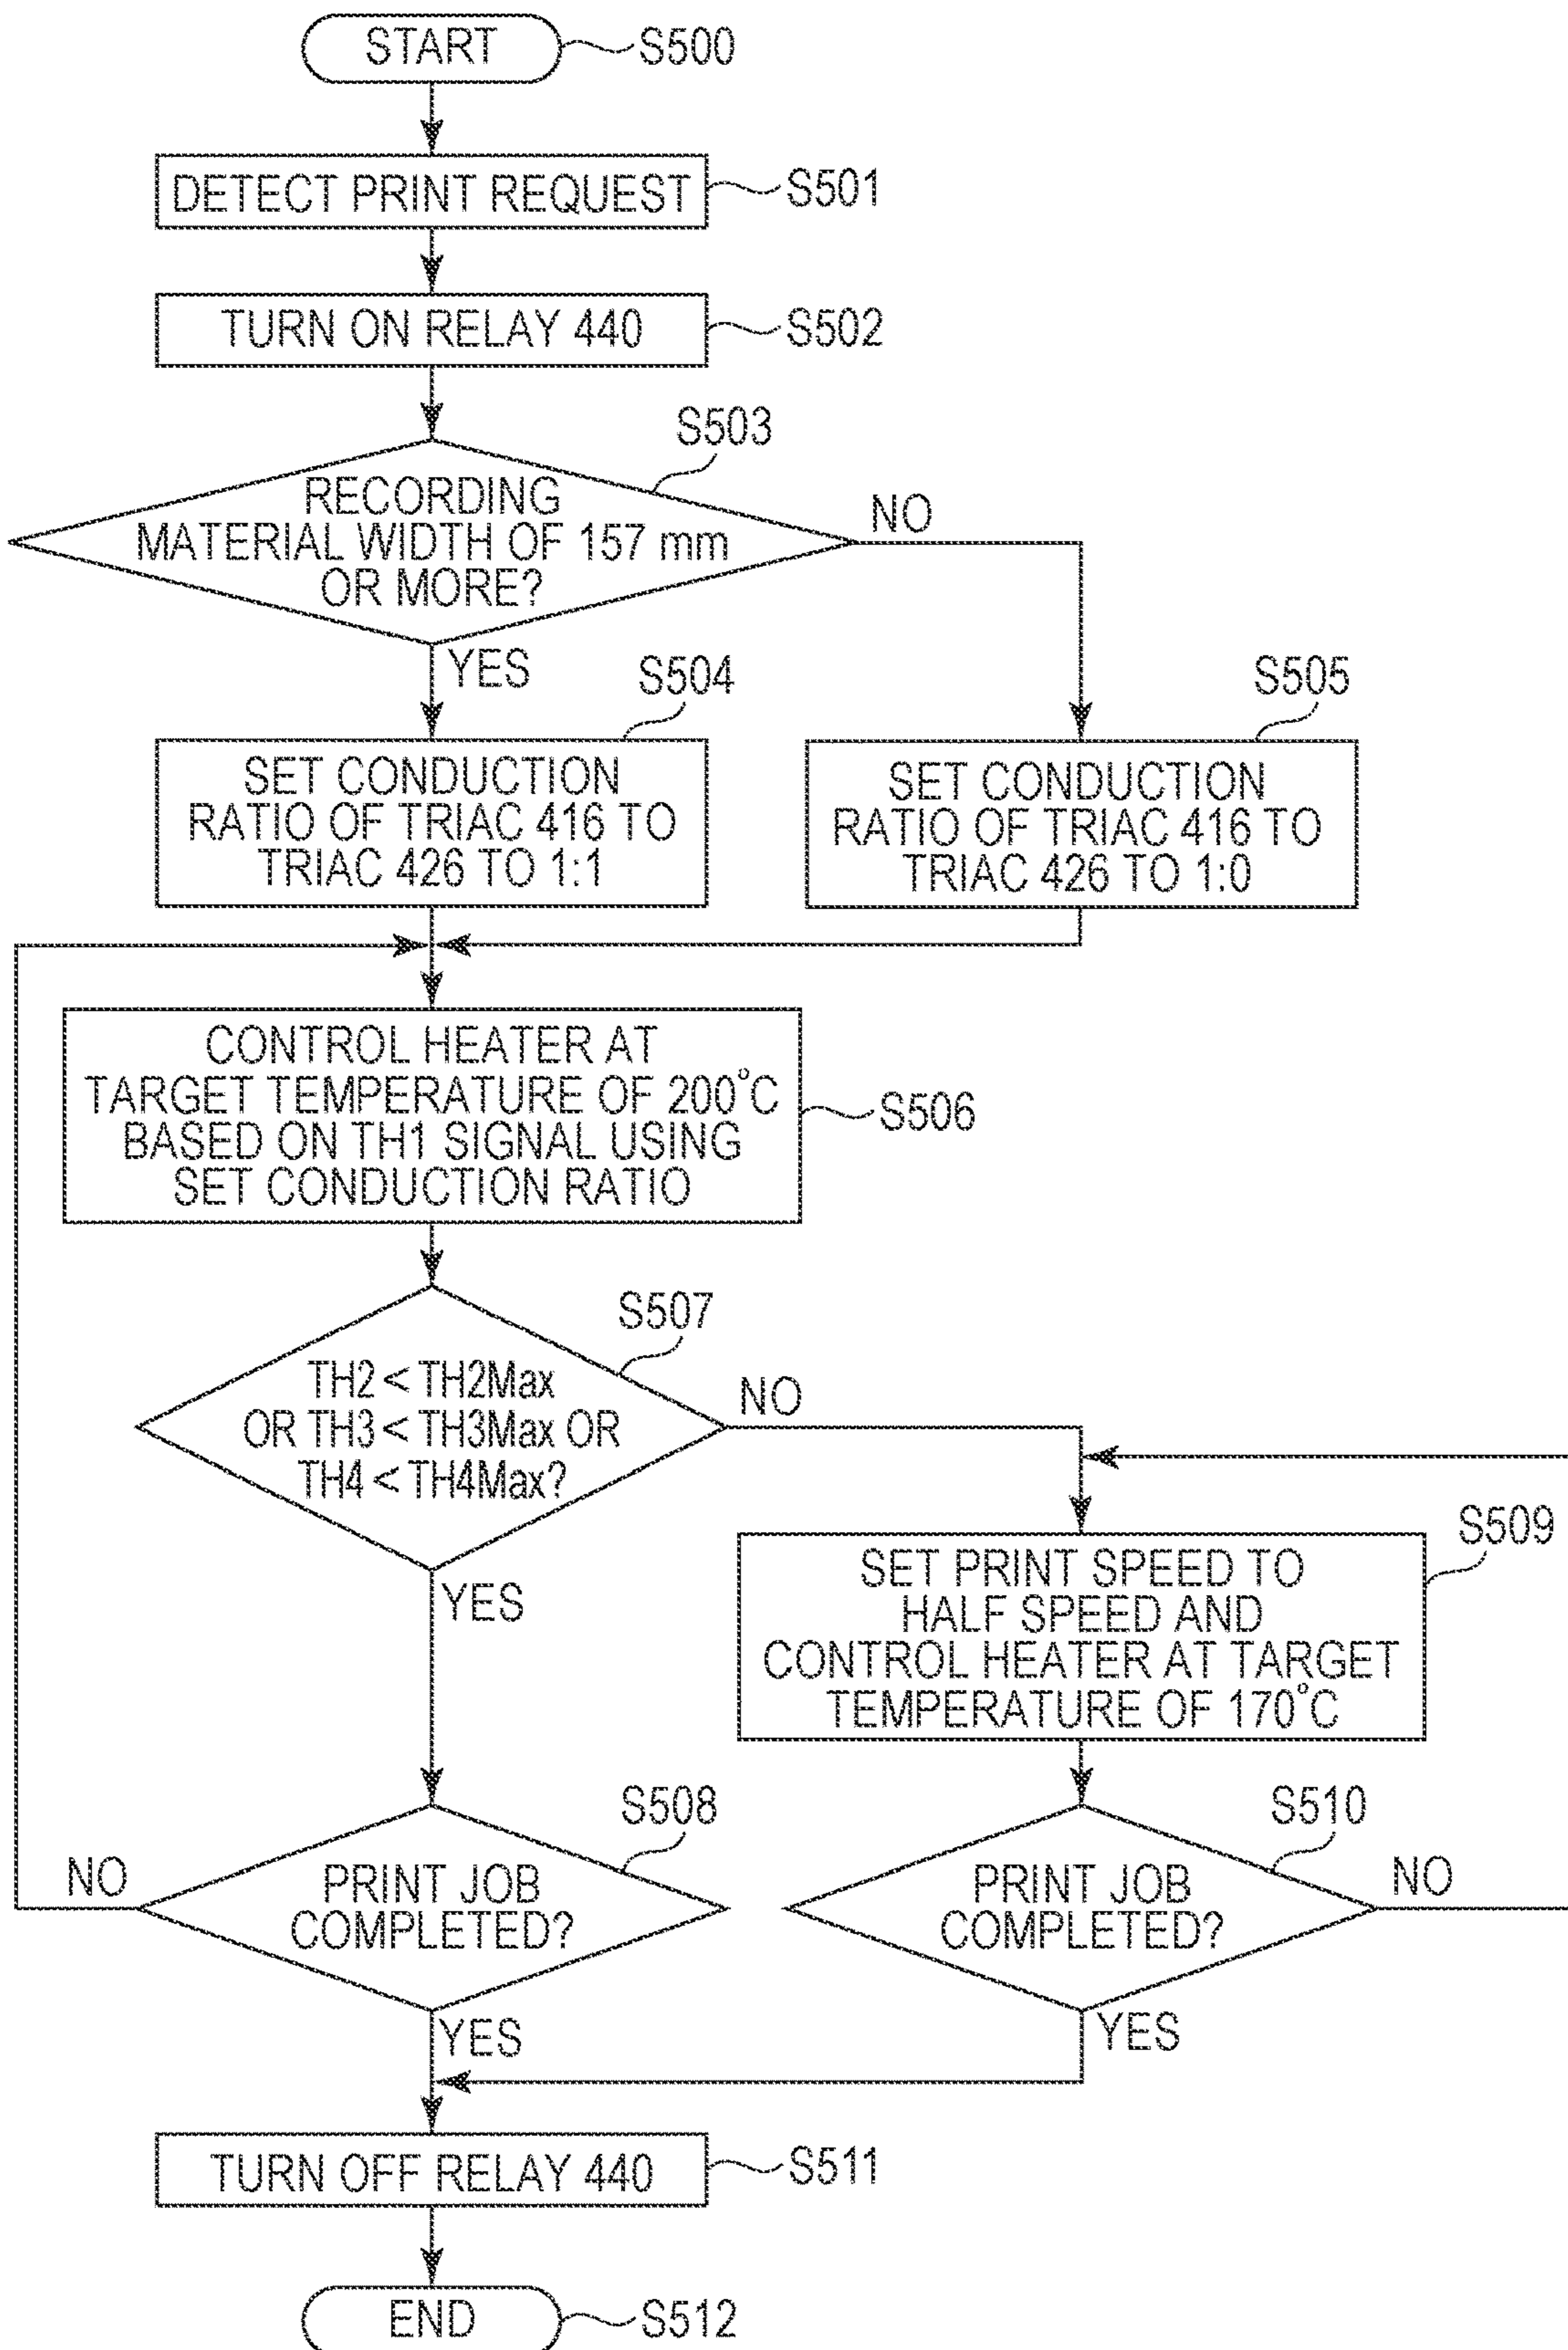 START
S500
DETECT PRINT REQUEST
S501
TURN ON RELAY 440
S502
S503
RECORDING
MATERIAL WIDTH OF 157 mm
OR MORE?
NO
YES
S504
S505
SET CONDUCTION
RATIO OF TRIAC 416 TO
TRIAC 426 TO 1:1
SET CONDUCTION
RATIO OF TRIAC 416 TO
TRIAC 426 TO 1:0
CONTROL HEATER AT
TARGET TEMPERATURE OF 200°C
BASED ON TH1 SIGNAL USING
SET CONDUCTION RATIO
S506
S507
TH2 < TH2Max
OR TH3 < TH3Max OR
TH4 < TH4Max?
NO
YES
S509
SET PRINT SPEED TO
HALF SPEED AND
CONTROL HEATER AT TARGET
TEMPERATURE OF 170°C
S508
PRINT JOB
COMPLETED?
NO
YES
S510
PRINT JOB
COMPLETED?
NO
YES
TURN OFF RELAY 440
S511
END
S512